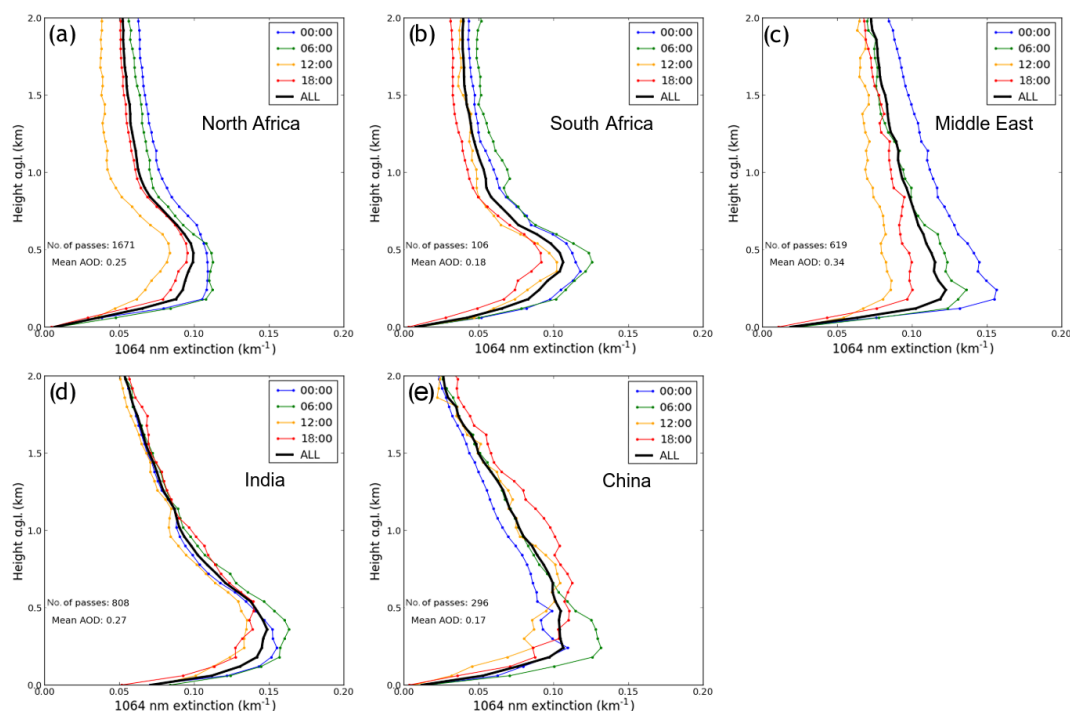 (a)
00:00
06:00
12:00
18:00
ALL
North Africa
No. of passes: 1671
Mean AOD: 0.25
Height a.g.l. (km)
2.0
1.5
1.0
0.5
0.0
0.00 0.05 0.10 0.15 0.20
1064 nm extinction (km⁻¹)
(b)
00:00
06:00
12:00
18:00
ALL
South Africa
No. of passes: 106
Mean AOD: 0.18
Height a.g.l. (km)
2.0
1.5
1.0
0.5
0.0
0.00 0.05 0.10 0.15 0.20
1064 nm extinction (km⁻¹)
(c)
00:00
06:00
12:00
18:00
ALL
Middle East
No. of passes: 619
Mean AOD: 0.34
Height a.g.l. (km)
2.0
1.5
1.0
0.5
0.0
0.00 0.05 0.10 0.15 0.20
1064 nm extinction (km⁻¹)
(d)
00:00
06:00
12:00
18:00
ALL
India
No. of passes: 808
Mean AOD: 0.27
Height a.g.l. (km)
2.0
1.5
1.0
0.5
0.0
0.00 0.05 0.10 0.15 0.20
1064 nm extinction (km⁻¹)
(e)
00:00
06:00
12:00
18:00
ALL
China
No. of passes: 296
Mean AOD: 0.17
Height a.g.l. (km)
2.0
1.5
1.0
0.5
0.0
0.00 0.05 0.10 0.15 0.20
1064 nm extinction (km⁻¹)